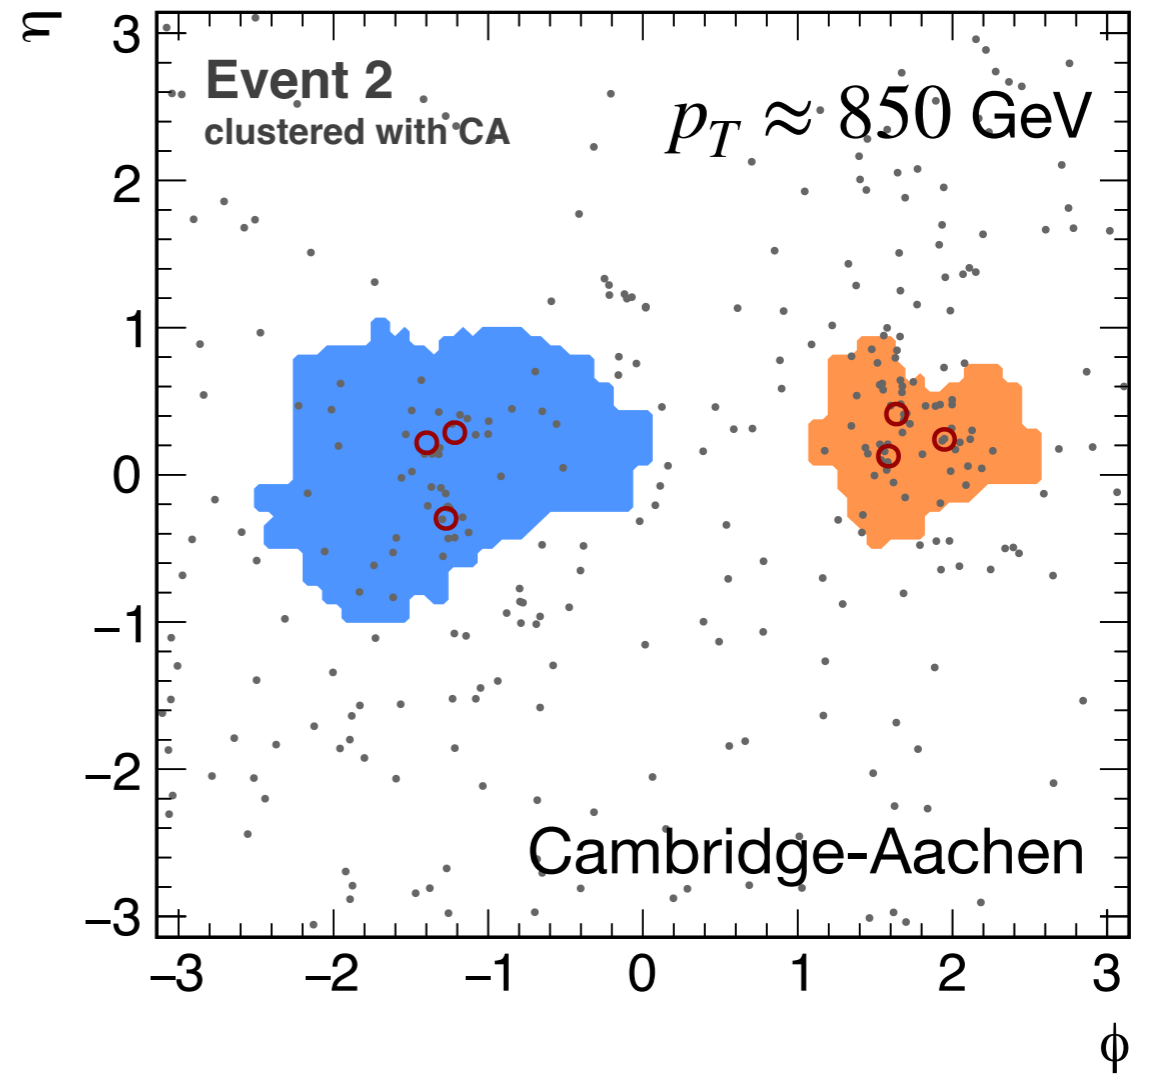 η
3
Event 2
clustered with CA
p_T ≈ 850 GeV
2
1
0
−1
−2
Cambridge-Aachen
−3
−3 −2 −1 0 1 2 3
ϕ